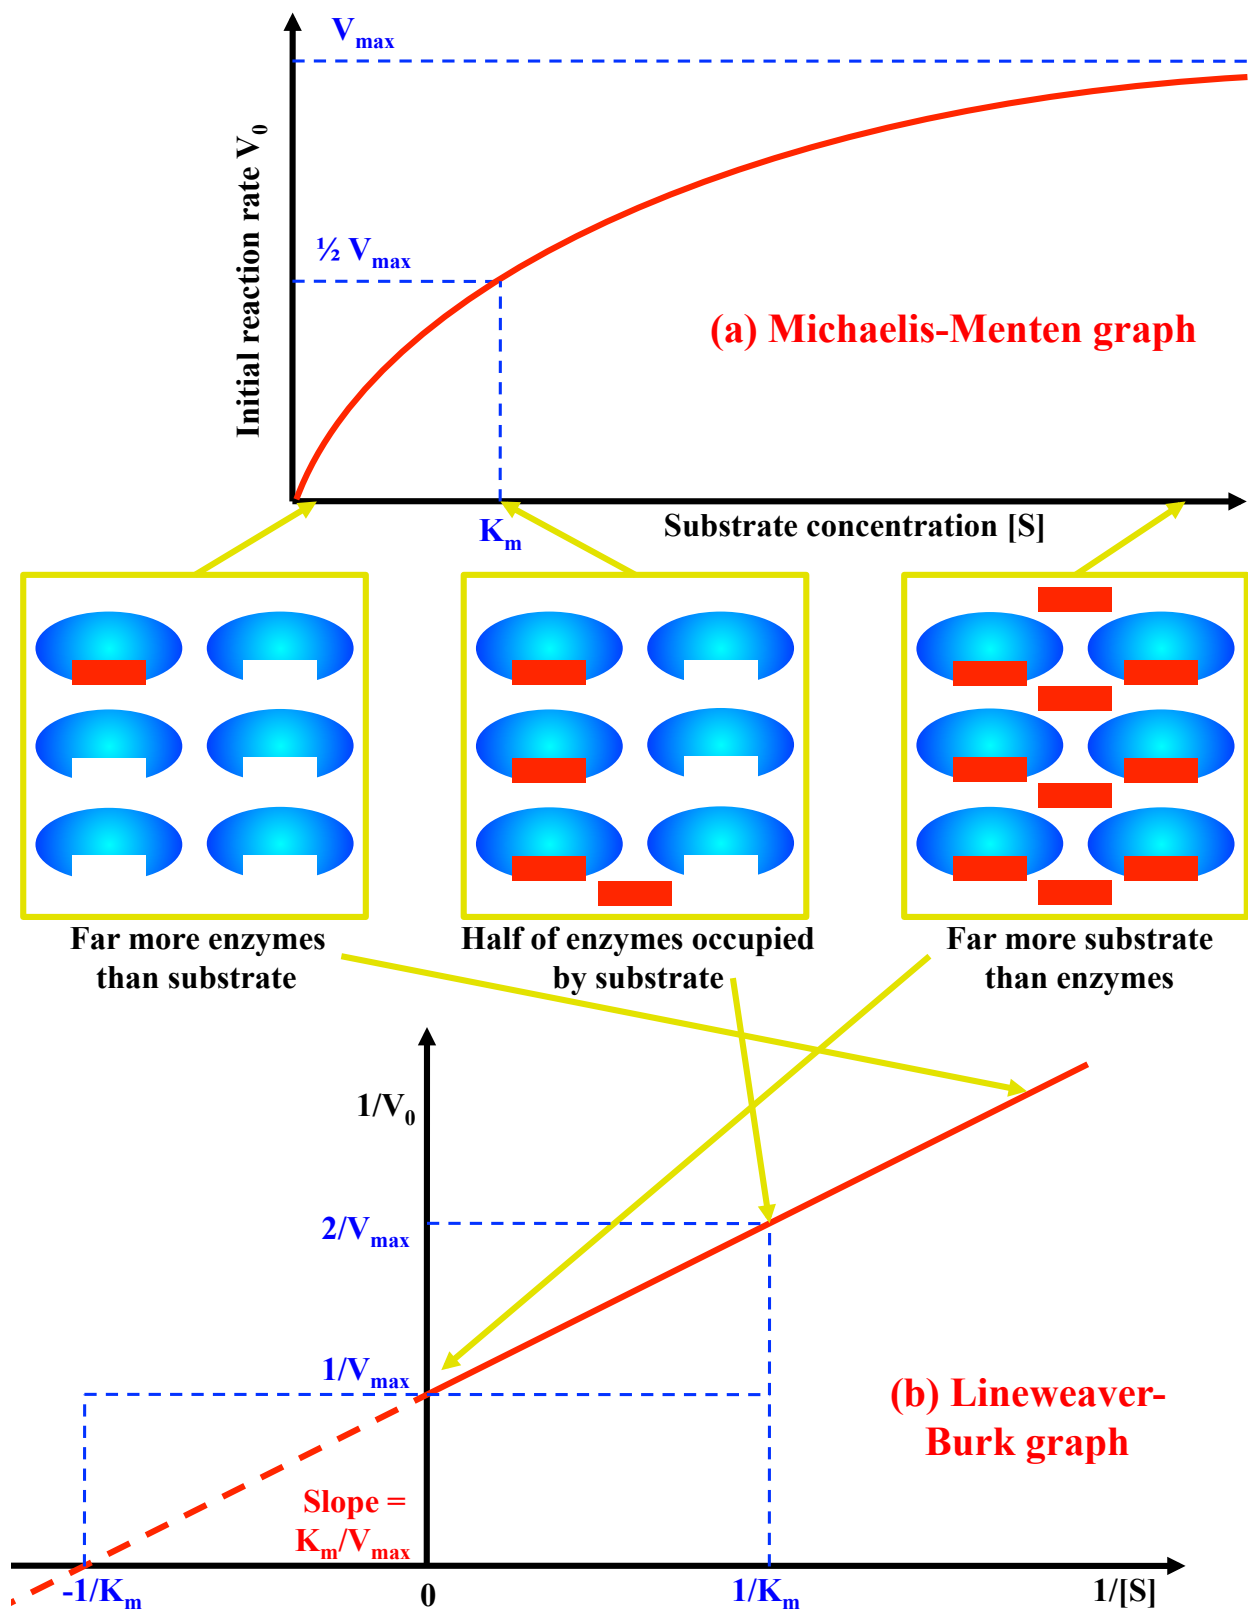 Vmax
Initial reaction rate V0
½ Vmax
(a) Michaelis-Menten graph
Km
Substrate concentration [S]
Far more enzymes
than substrate
Half of enzymes occupied
by substrate
Far more substrate
than enzymes
1/V0
2/Vmax
1/Vmax
(b) Lineweaver-
Burk graph
Slope =
Km/Vmax
-1/Km
0
1/Km
1/[S]